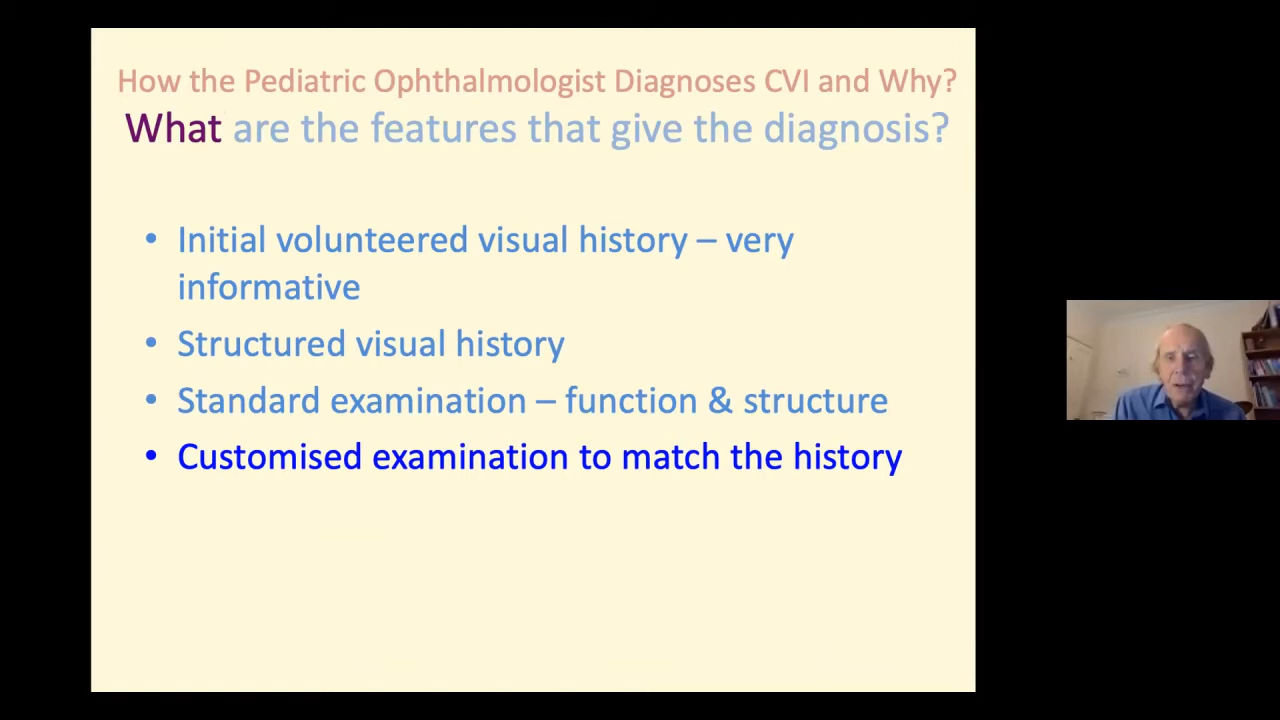 How the Pediatric Ophthalmologist Diagnoses CVI and Why?
What are the features that give the diagnosis?
• Initial volunteered visual history – very
informative
• Structured visual history
• Standard examination – function & structure
• Customised examination to match the history